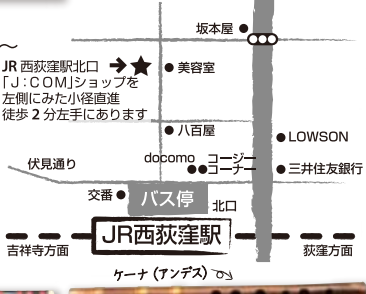 坂本屋
JR 西荻窪駅北口 → ★
「J:COM」ショップを
左側にみた小径直進
徒歩 2 分左手にあります
美容室
八百屋
LOWSON
docomo
コージー
コーナー
三井住友銀行
伏見通り
交番
バス停
北口
JR西荻窪駅
吉祥寺方面
荻窪方面
ケーナ (アンデス)